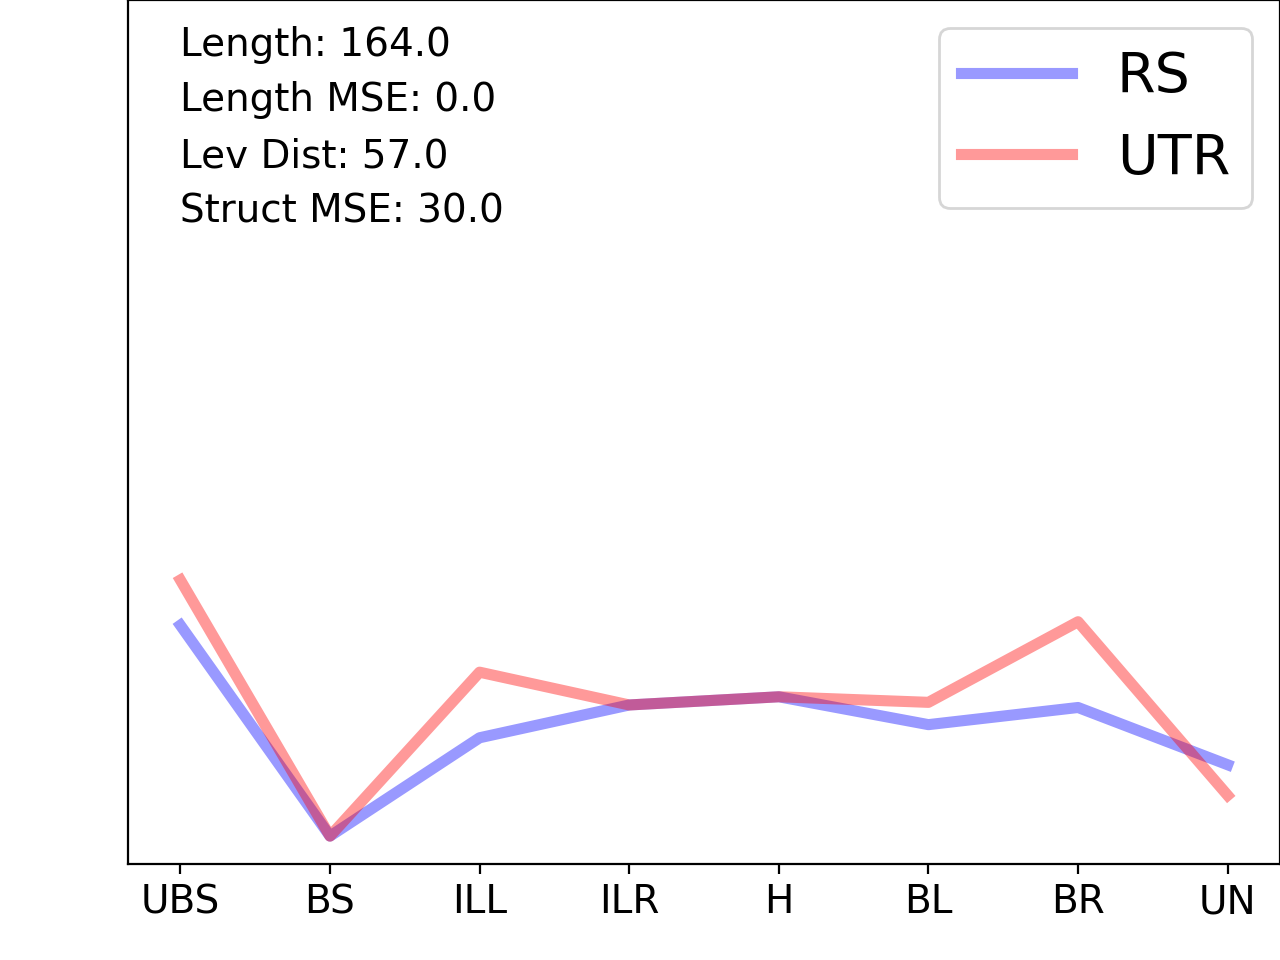 Length: 164.0
Length MSE: 0.0
Lev Dist: 57.0
Struct MSE: 30.0
RS
UTR
UBS BS ILL ILR H BL BR UN